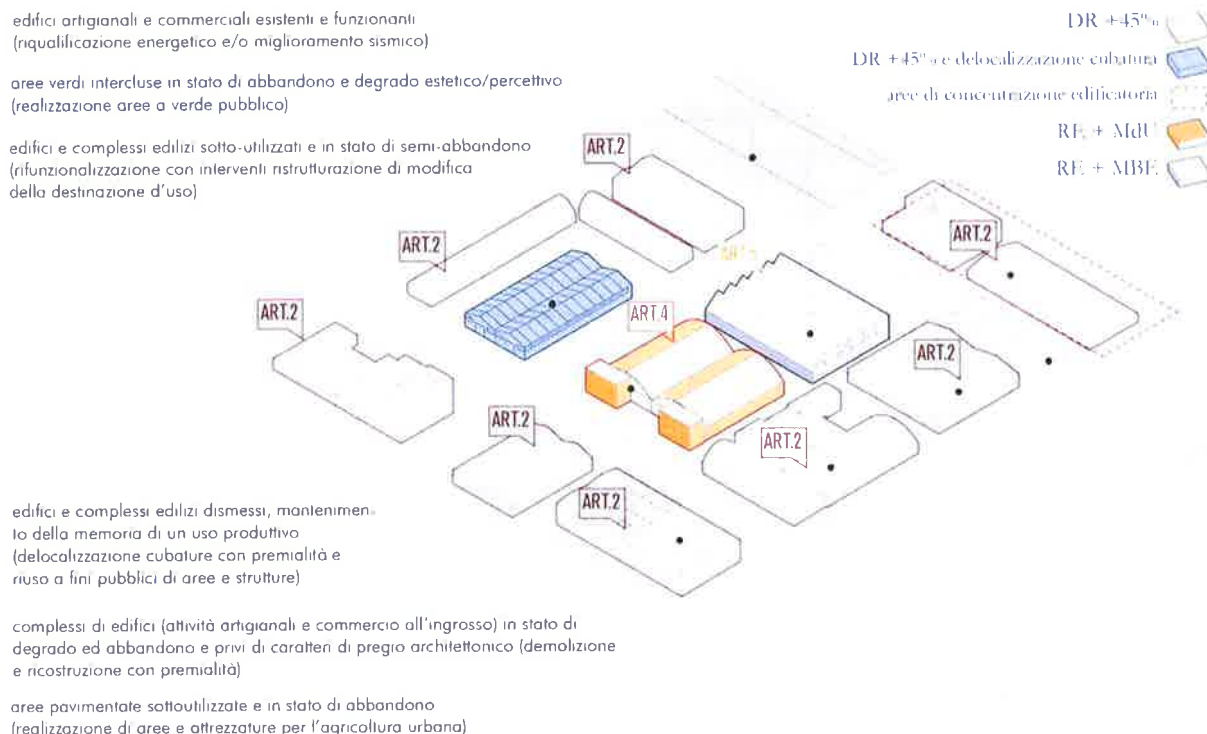 edifici artigianali e commerciali esistenti e funzionanti
(riqualificazione energetico e/o miglioramento sismico)
aree verdi intercluse in stato di abbandono e degrado estetico/percettivo
(realizzazione aree a verde pubblico)
edifici e complessi edilizi sotto-utilizzati e in stato di semi-abbandono
(rifunzionalizzazione con interventi ristrutturazione di modifica
della destinazione d'uso)
DR +45%
DR +45% e delocalizzazione cubatura
aree di concentrazione edificatoria
RE + MdU
RE + MBE
ART.2
ART.2
ART.2
ART.2
ART.4
ART.2
ART.2
ART.2
ART.2
edifici e complessi edilizi dismessi, mantenimen
to della memoria di un uso produttivo
(delocalizzazione cubature con premialità e
riuso a fini pubblici di aree e strutture)
complessi di edifici (attività artigianali e commercio all'ingrosso) in stato di
degrado ed abbandono e privi di caratteri di pregio architettonico (demolizione
e ricostruzione con premialità)
aree pavimentate sottoutilizzate e in stato di abbandono
(realizzazione di aree e attrezzature per l'agricoltura urbana)